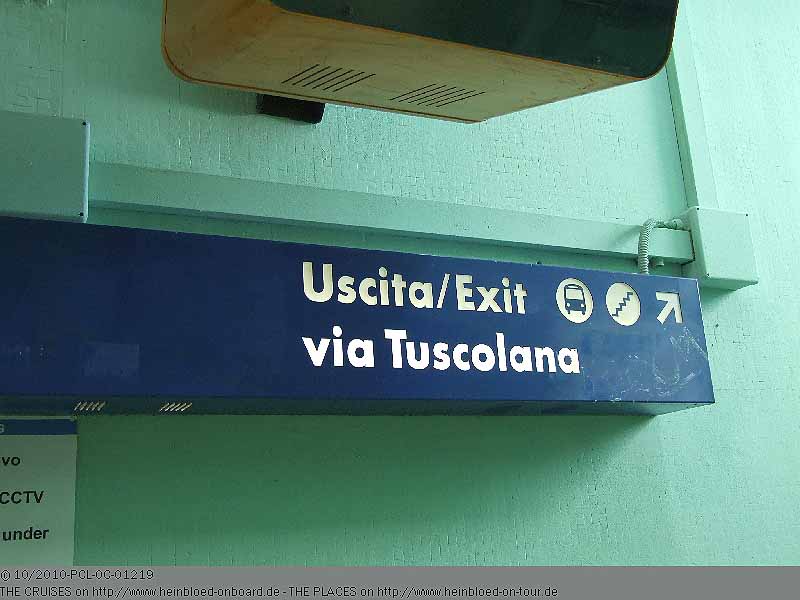 Uscita/Exit
via Tuscolana
G
vo
CCTV
under
© 10/2010-PCL-OC-01219
THE CRUISES on http://www.heinbloed-onboard.de - THE PLACES on http://www.heinbloed-on-tour.de